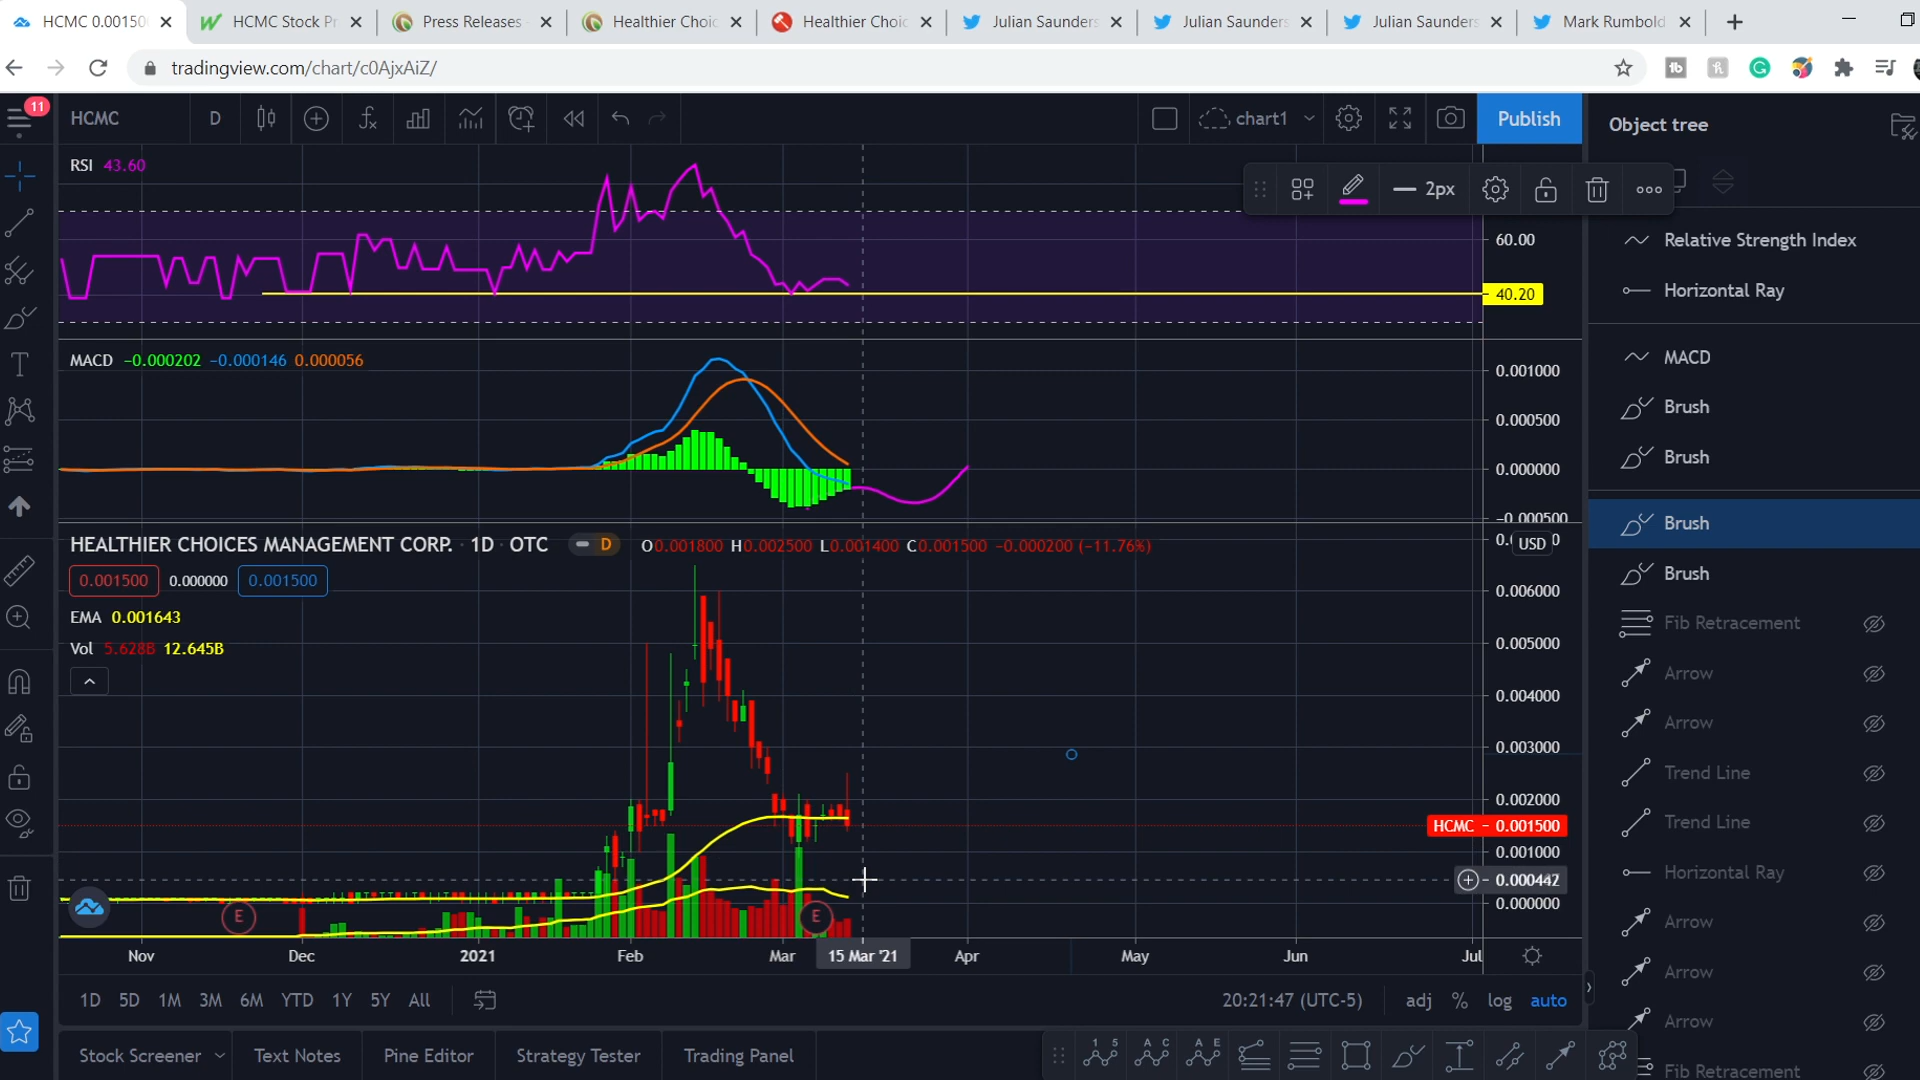 HCMC 0.00150
HCMC Stock Pr
Press Releases
Healthier Choic
Healthier Choic
Julian Saunders
Julian Saunders
Julian Saunders
Mark Rumbold
tradingview.com/chart/c0AjxAiZ/
11
HCMC
D
chart1
Publish
Object tree
RSI 43.60
2px
60.00
40.20
Relative Strength Index
Horizontal Ray
MACD −0.000202 −0.000146 0.000056
0.001000
0.000500
0.000000
−0.000500
MACD
Brush
Brush
Brush
Brush
Fib Retracement
Arrow
Arrow
Trend Line
Trend Line
Horizontal Ray
Arrow
Arrow
Arrow
Fib Retracement
HEALTHIER CHOICES MANAGEMENT CORP. · 1D · OTC
D
O0.001800 H0.002500 L0.001400 C0.001500 −0.000200 (−11.76%)
USD
0.001500 0.000000 0.001500
EMA 0.001643
Vol 5.628B 12.645B
0.006000
0.005000
0.004000
0.003000
0.002000
HCMC 0.001500
0.001000
0.000442
0.000000
E
E
Nov
Dec
2021
Feb
Mar
15 Mar '21
Apr
May
Jun
Jul
1D 5D 1M 3M 6M YTD 1Y 5Y All
20:21:47 (UTC-5)
adj % log auto
Stock Screener
Text Notes
Pine Editor
Strategy Tester
Trading Panel
1 5
A C
A E